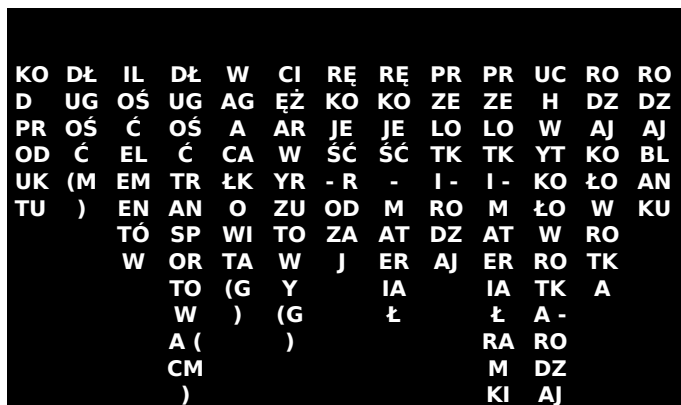 KO
D
PR
OD
UK
TU
DŁ
UG
OŚ
Ć
(M
)
IL
OŚ
Ć
EL
EM
EN
TÓ
W
DŁ
UG
OŚ
Ć
TR
AN
SP
OR
TO
W
A (
CM
)
W
AG
A
CA
ŁK
O
WI
TA
(G
)
CI
ĘŻ
AR
W
YR
ZU
TO
W
Y
(G
)
RĘ
KO
JE
ŚĆ
- R
OD
ZA
J
RĘ
KO
JE
ŚĆ
-
M
AT
ER
IA
Ł
PR
ZE
LO
TK
I -
RO
DZ
AJ
PR
ZE
LO
TK
I -
M
AT
ER
IA
Ł
RA
M
KI
UC
H
W
YT
KO
ŁO
W
RO
TK
A -
RO
DZ
AJ
RO
DZ
AJ
KO
ŁO
W
RO
TK
A
RO
DZ
AJ
BL
AN
KU